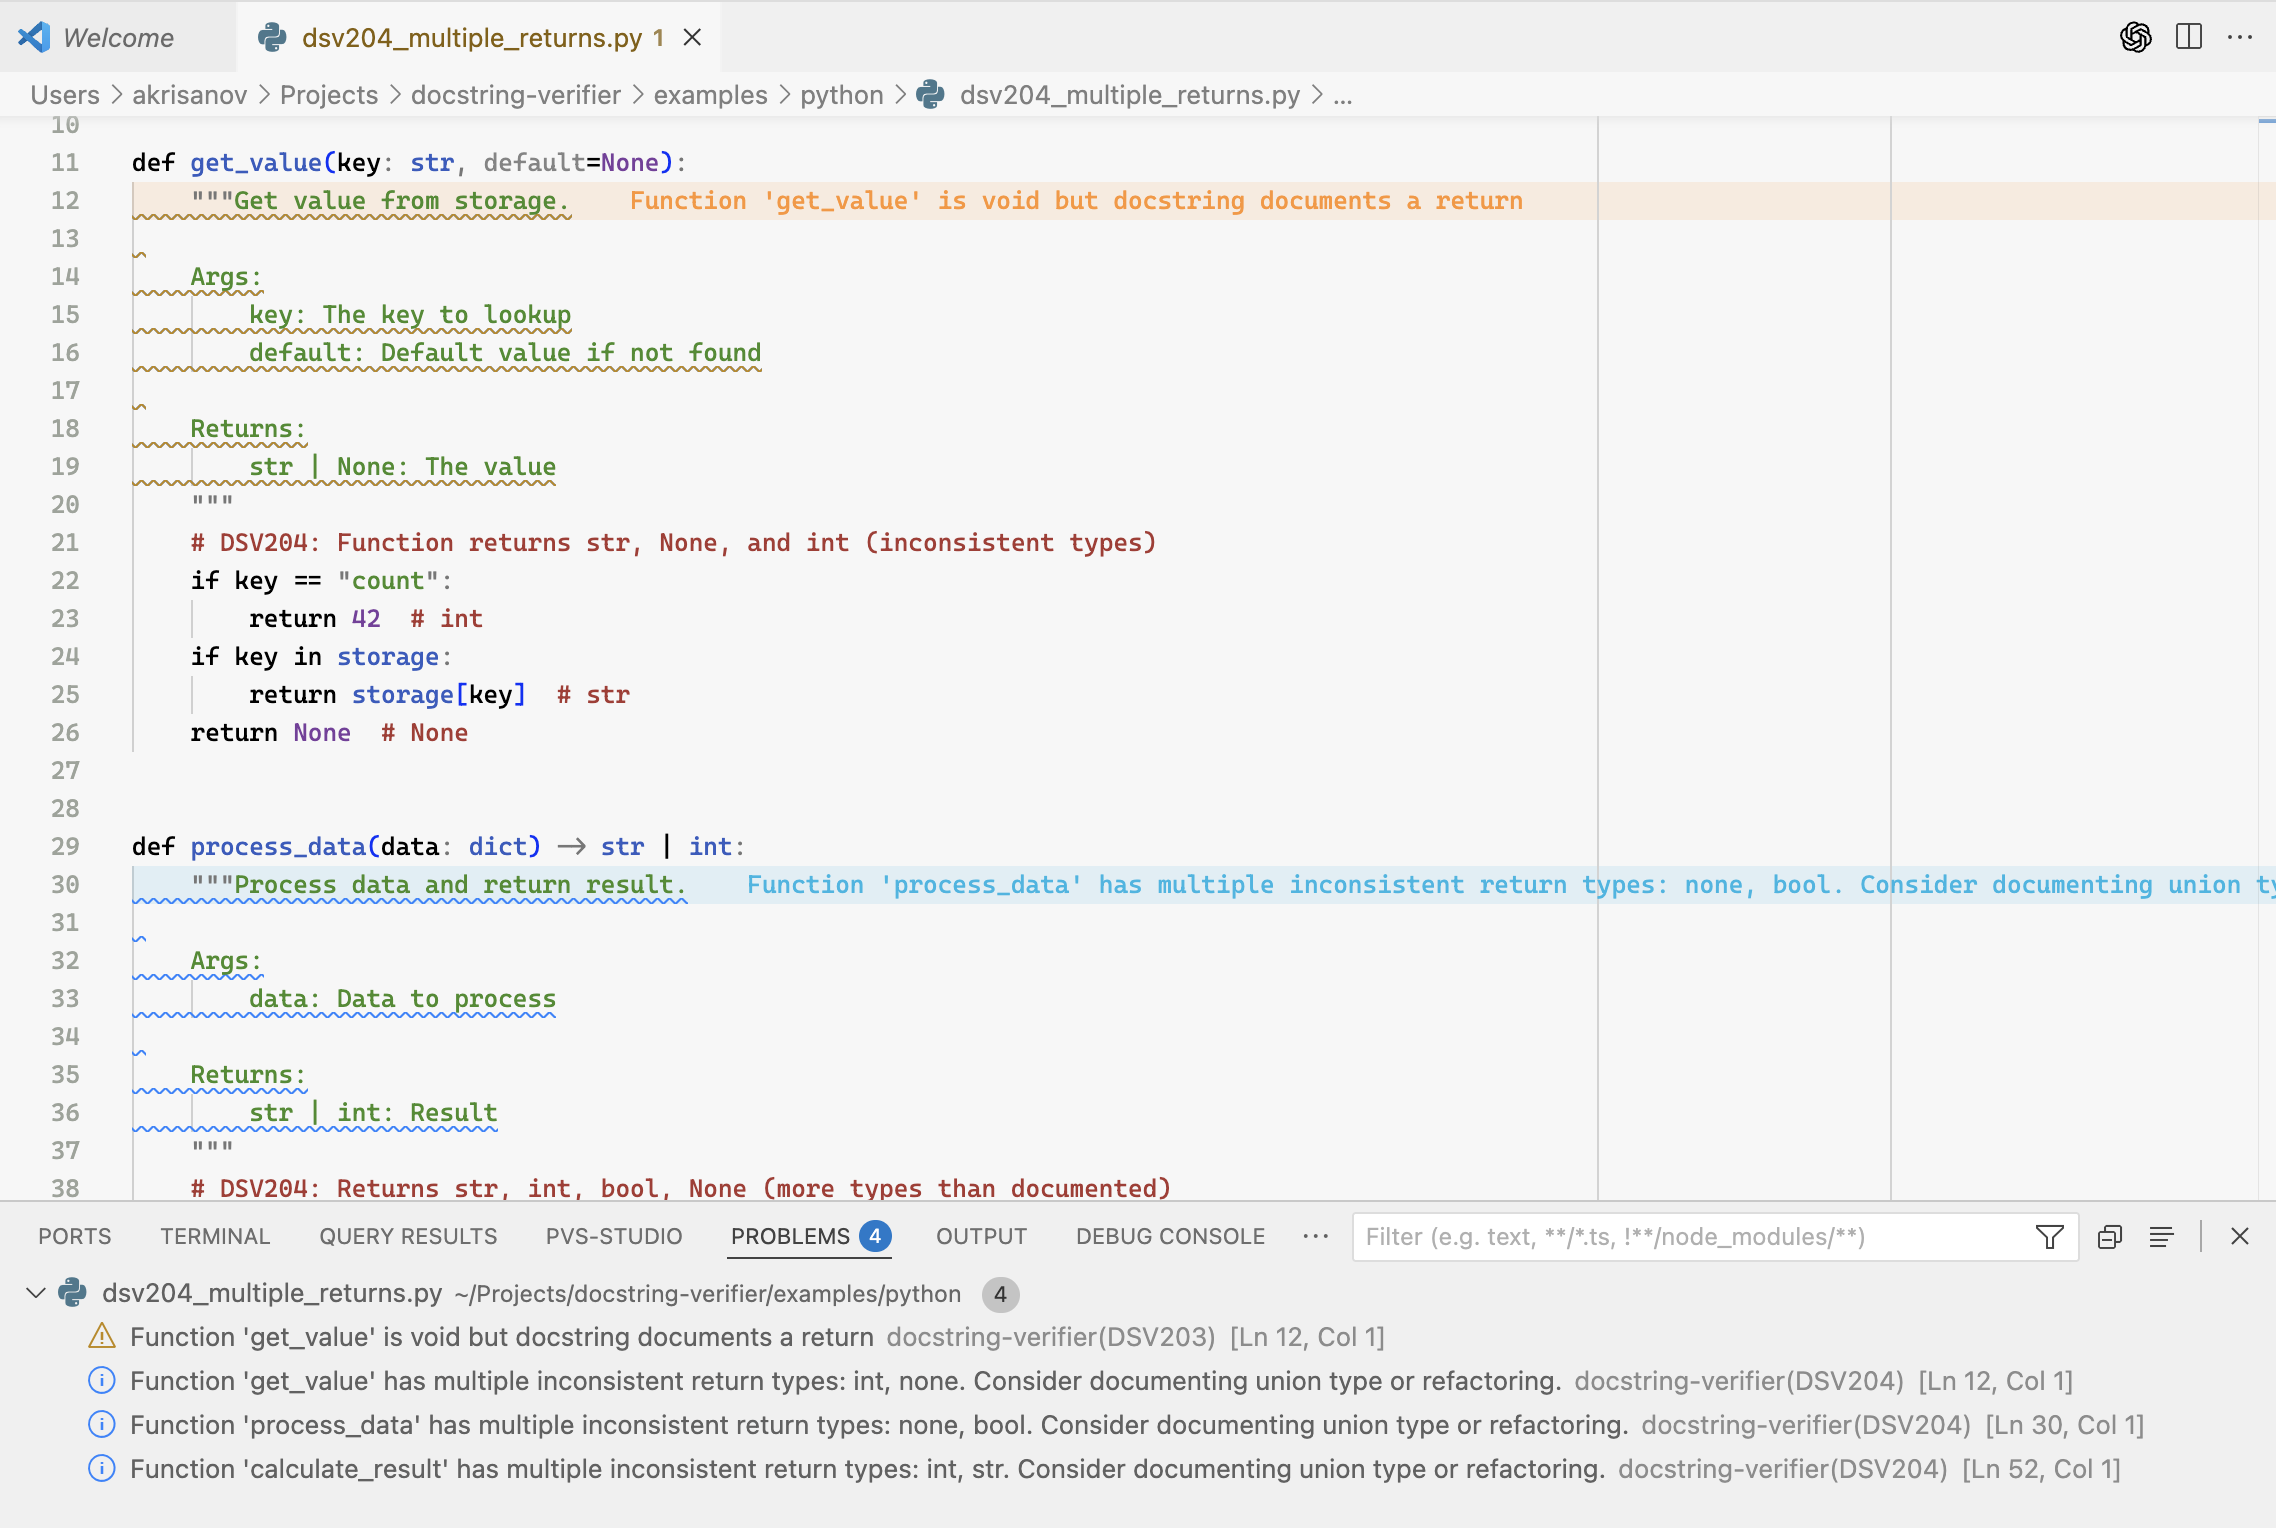 Welcome
dsv204_multiple_returns.py 1
Users > akrisanov > Projects > docstring-verifier > examples > python > dsv204_multiple_returns.py > ...
10
11 def get_value(key: str, default=None):
12 """Get value from storage. Function 'get_value' is void but docstring documents a return
13
14 Args:
15 key: The key to lookup
16 default: Default value if not found
17
18 Returns:
19 str | None: The value
20 """
21 # DSV204: Function returns str, None, and int (inconsistent types)
22 if key == "count":
23 return 42 # int
24 if key in storage:
25 return storage[key] # str
26 return None # None
27
28
29 def process_data(data: dict) -> str | int:
30 """Process data and return result. Function 'process_data' has multiple inconsistent return types: none, bool. Consider documenting union ty
31
32 Args:
33 data: Data to process
34
35 Returns:
36 str | int: Result
37 """
38 # DSV204: Returns str, int, bool, None (more types than documented)
PORTS TERMINAL QUERY RESULTS PVS-STUDIO PROBLEMS 4 OUTPUT DEBUG CONSOLE ... Filter (e.g. text, **/*.ts, !**/node_modules/**)
dsv204_multiple_returns.py ~/Projects/docstring-verifier/examples/python 4
Function 'get_value' is void but docstring documents a return docstring-verifier(DSV203) [Ln 12, Col 1]
Function 'get_value' has multiple inconsistent return types: int, none. Consider documenting union type or refactoring. docstring-verifier(DSV204) [Ln 12, Col 1]
Function 'process_data' has multiple inconsistent return types: none, bool. Consider documenting union type or refactoring. docstring-verifier(DSV204) [Ln 30, Col 1]
Function 'calculate_result' has multiple inconsistent return types: int, str. Consider documenting union type or refactoring. docstring-verifier(DSV204) [Ln 52, Col 1]